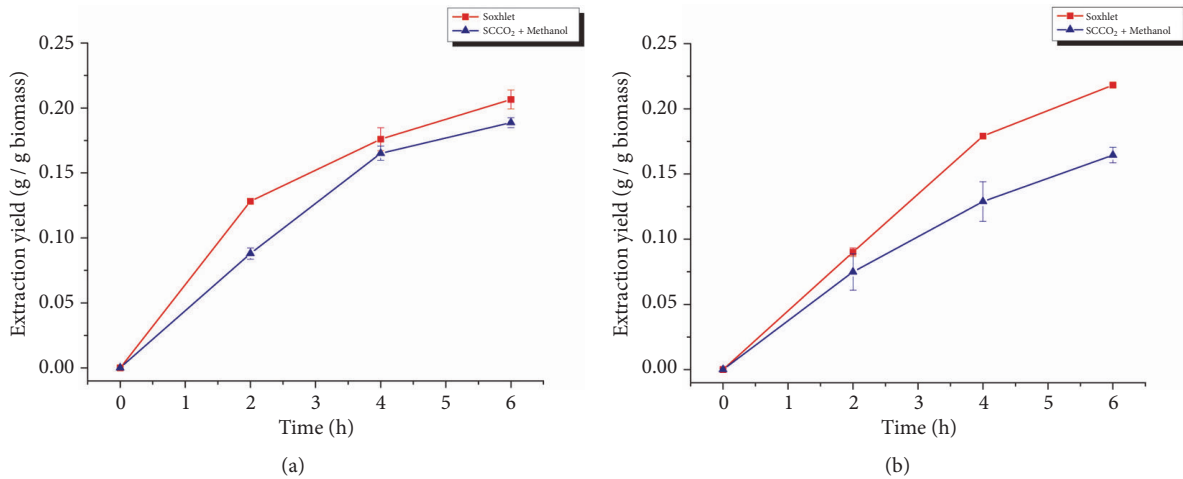 Soxhlet
SCCO₂ + Methanol
0.25
0.20
0.15
0.10
0.05
0.00
Extraction yield (g / g biomass)
0 1 2 3 4 5 6
Time (h)
(a)
Soxhlet
SCCO₂ + Methanol
0.25
0.20
0.15
0.10
0.05
0.00
Extraction yield (g / g biomass)
0 1 2 3 4 5 6
Time (h)
(b)